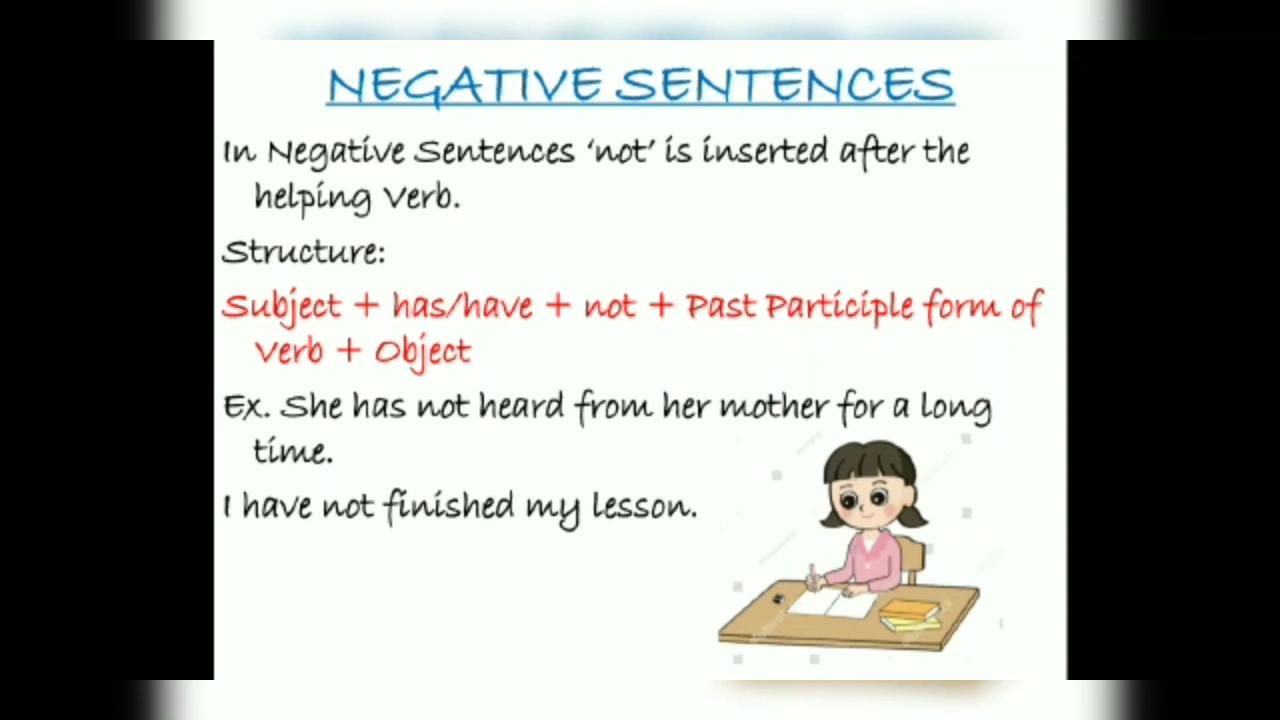 NEGATIVE SENTENCES
In Negative Sentences ‘not’ is inserted after the
helping Verb.
Structure:
Subject + has/have + not + Past Participle form of
Verb + Object
Ex. She has not heard from her mother for a long
time.
I have not finished my lesson.